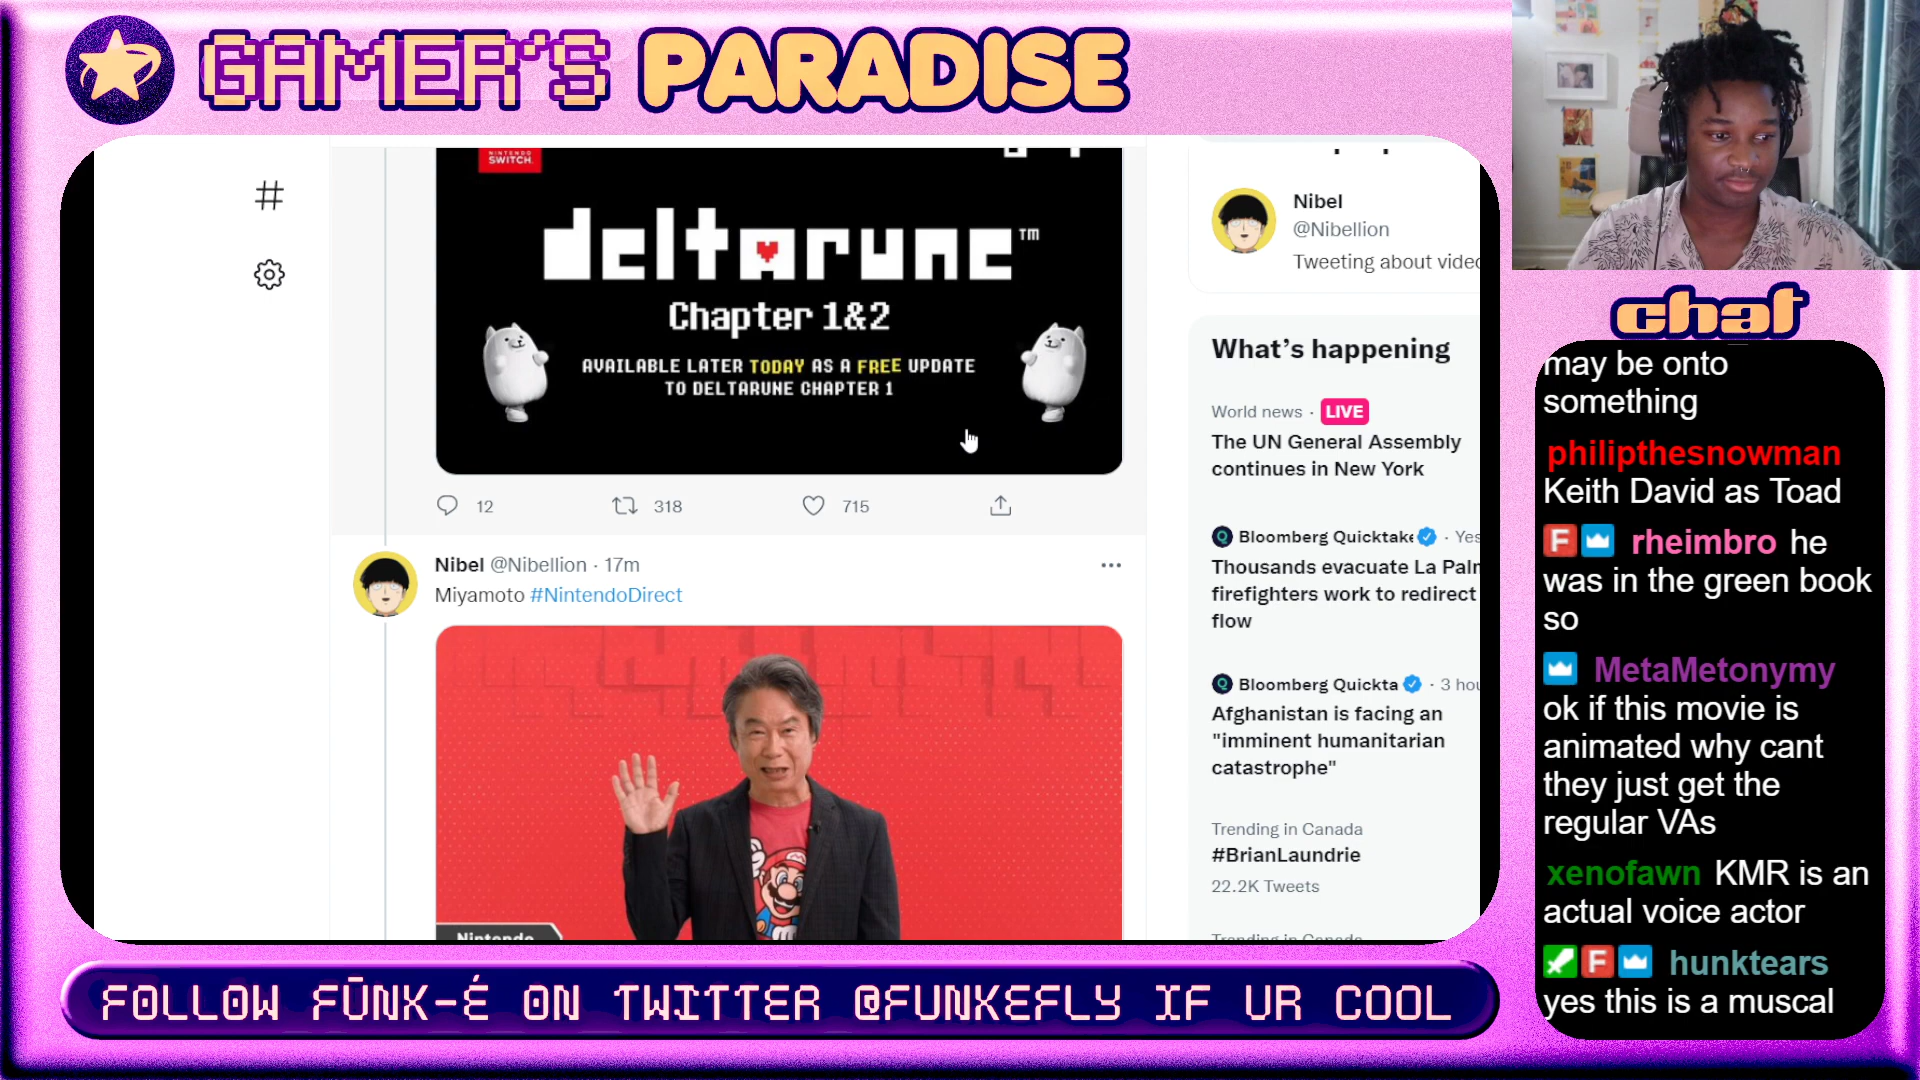 GAMER'S PARADISE
NINTENDO
SWITCH
deltarune™
Chapter 1&2
AVAILABLE LATER TODAY AS A FREE UPDATE
TO DELTARUNE CHAPTER 1
12
318
715
Nibel @Nibellion · 17m
Miyamoto #NintendoDirect
Nintendo
Nibel
@Nibellion
Tweeting about
What's happening
World news · LIVE
The UN General Assembly
continues in New York
Bloomberg Quicktake ·
Thousands evacuate La
firefighters work to redirect
flow
Bloomberg Quickta · 3
Afghanistan is facing an
"imminent humanitarian
catastrophe"
Trending in Canada
#BrianLaundrie
22.2K Tweets
Trending in Canada
chat
may be onto
something
philipthesnowman
Keith David as Toad
F rheimbro he
was in the green book
so
MetaMetonymy
ok if this movie is
animated why cant
they just get the
regular VAs
xenofawn KMR is an
actual voice actor
F hunktears
yes this is a muscal
FOLLOW FŪNK-É ON TWITTER @FUNKEFLY IF UR COOL